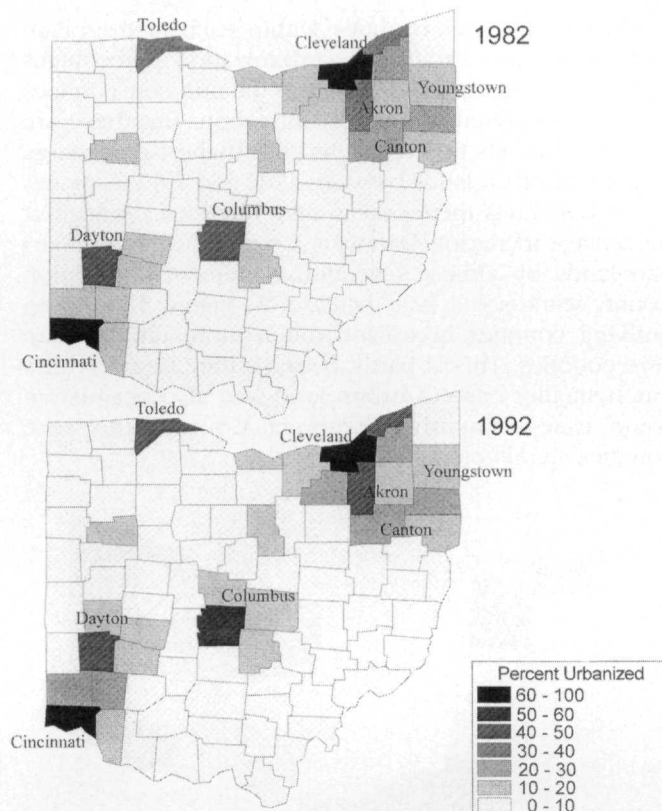 Toledo
Cleveland
1982
Youngstown
Akron
Canton
Columbus
Dayton
Cincinnati
Toledo
Cleveland
1992
Youngstown
Akron
Canton
Columbus
Dayton
Cincinnati
Percent Urbanized
60 - 100
50 - 60
40 - 50
30 - 40
20 - 30
10 - 20
0 - 10